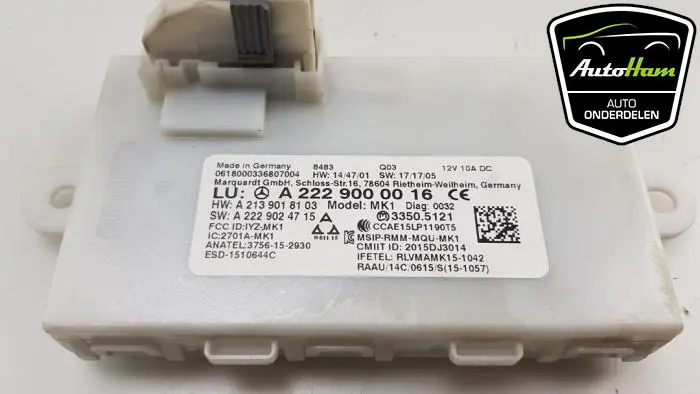 AutoHam
AUTO
ONDERDELEN
Made in Germany 8483 Q03 12V 10A DC
0618000336807004 HW: 14/47/01 SW: 17/17/05
Marquardt GmbH, Schloss-Str.16, 78604 Rietheim-Weilheim, Germany
LU: A 222 900 00 16 CE
HW: A 213 901 81 03 Model: MK1 Diag: 0032
SW: A 222 902 47 15 3350.5121
FCC ID:IYZ-MK1 CCAE15LP1190T5
IC:2701A-MK1 MSIP-RMM-MQU-MK1
ANATEL:3756-15-2930 CMIIT ID: 2015DJ3014
ESD-1510644C IFETEL: RLVMAMK15-1042
RAAU/14C/0615/S(15-1057)